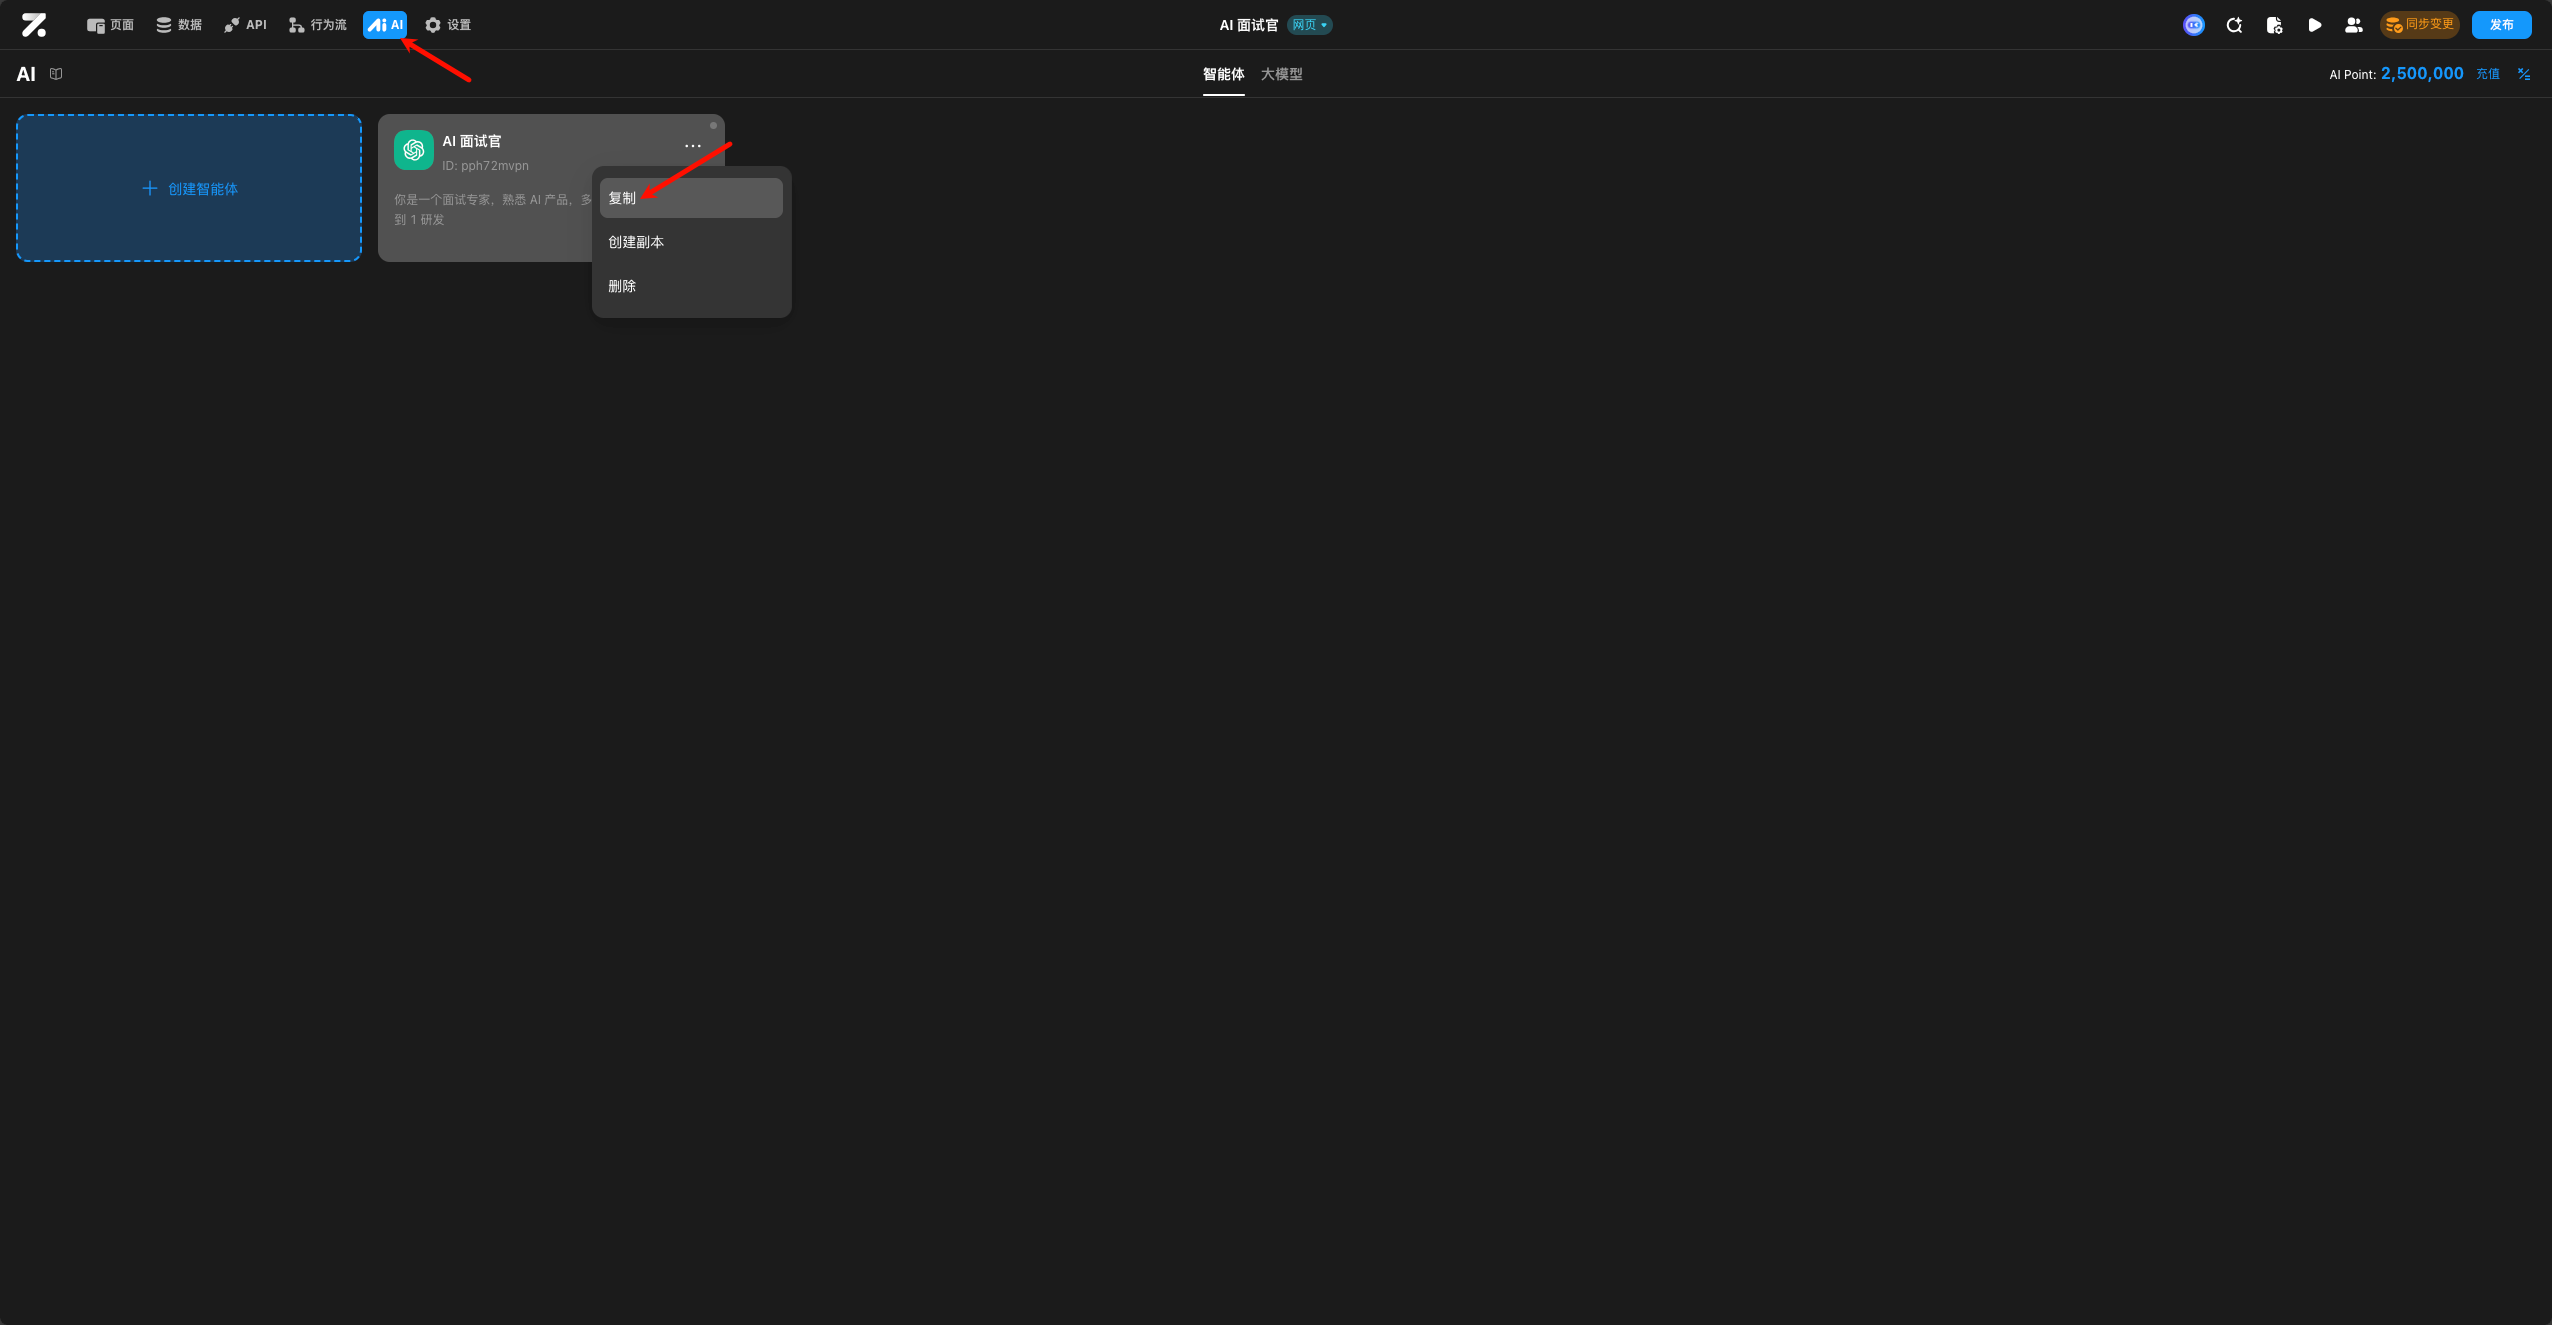 页面 数据 API 行为流 AI 设置 AI 面试官 网页 同步变更 发布
AI 智能体 大模型 AI Point: 2,500,000 充值
创建智能体
AI 面试官
ID: pph72mvpn
你是一个面试专家，熟悉 AI 产品，多
到 1 研发
复制
创建副本
删除